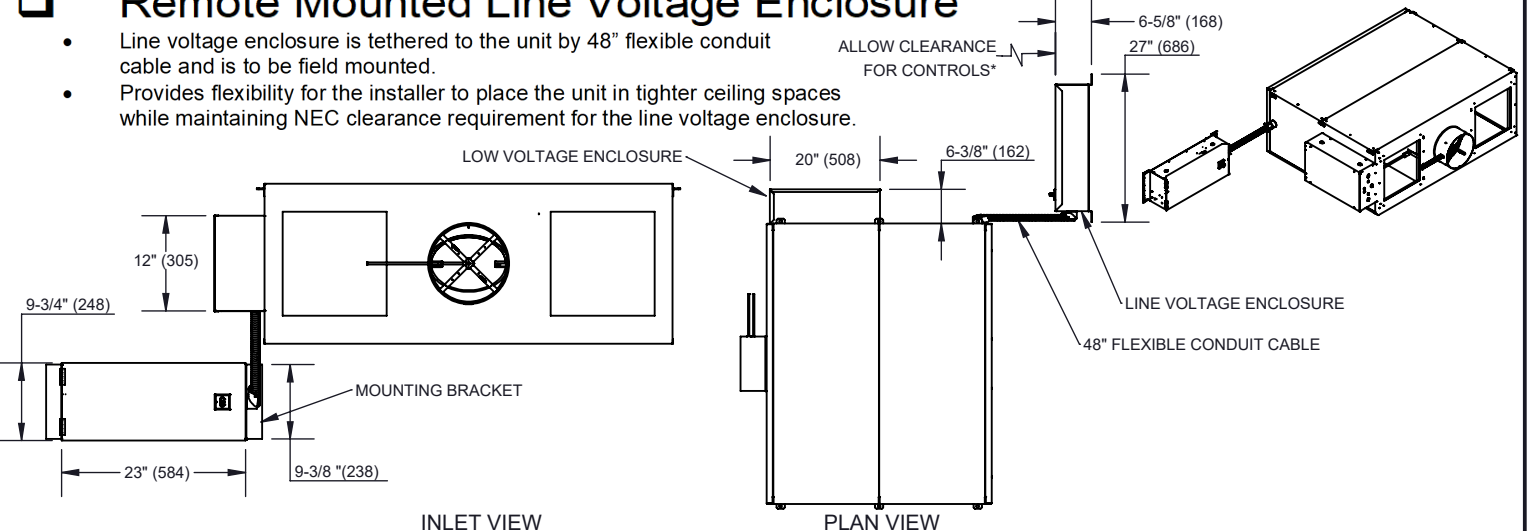 Remote Mounted Line Voltage Enclosure
• Line voltage enclosure is tethered to the unit by 48” flexible conduit
cable and is to be field mounted.
• Provides flexibility for the installer to place the unit in tighter ceiling spaces
while maintaining NEC clearance requirement for the line voltage enclosure.
ALLOW CLEARANCE
FOR CONTROLS*
6-5/8" (168)
27" (686)
LOW VOLTAGE ENCLOSURE
20" (508)
6-3/8" (162)
12" (305)
9-3/4" (248)
LINE VOLTAGE ENCLOSURE
48" FLEXIBLE CONDUIT CABLE
MOUNTING BRACKET
23" (584)
9-3/8 "(238)
INLET VIEW
PLAN VIEW